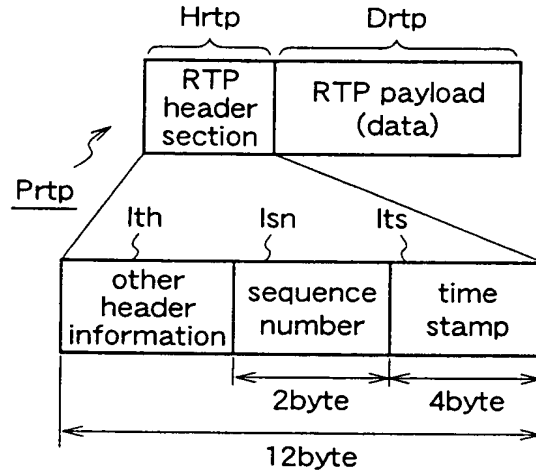 Hrtp Drtp
RTP header section
RTP payload (data)
Prtp
Ith Isn Its
other header information
sequence number
time stamp
2byte 4byte
12byte